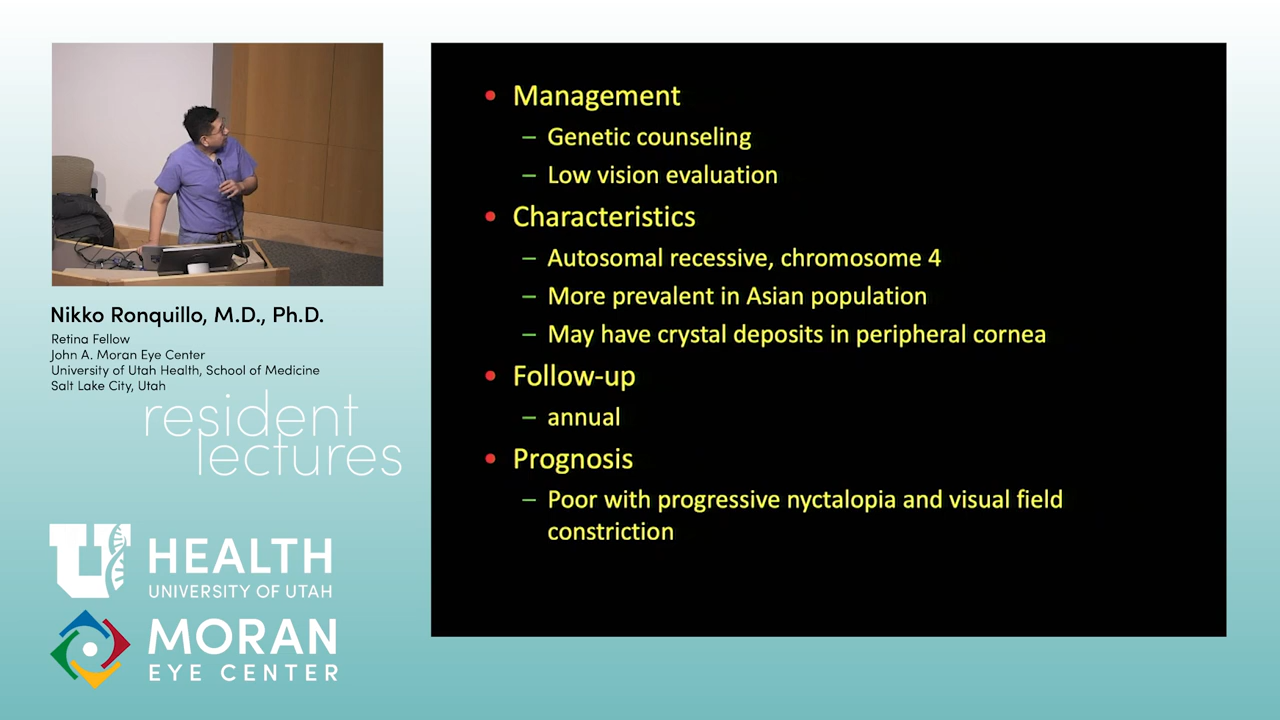 Nikko Ronquillo, M.D., Ph.D.
Retina Fellow
John A. Moran Eye Center
University of Utah Health, School of Medicine
Salt Lake City, Utah
resident
lectures
U HEALTH
UNIVERSITY OF UTAH
MORAN
EYE CENTER
• Management
– Genetic counseling
– Low vision evaluation
• Characteristics
– Autosomal recessive, chromosome 4
– More prevalent in Asian population
– May have crystal deposits in peripheral cornea
• Follow-up
– annual
• Prognosis
– Poor with progressive nyctalopia and visual field
constriction